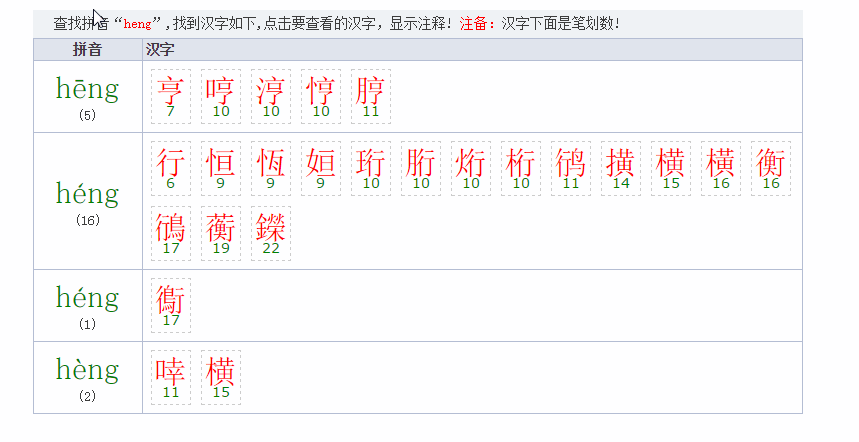 查找拼音“heng”,找到汉字如下,点击要查看的汉字, 显示注释! 注备: 汉字下面是笔划数!
拼音 汉字
hēng
(5)
亨 哼 涥 悙 脝
7 10 10 10 11
héng
(16)
行 恒 恆 姮 珩 胻 烆 桁 鸻 撗 横 橫 衡
6 9 9 9 10 10 10 10 11 14 15 16 16
鴴 蘅 鑅
17 19 22
héng
(1)
17
hèng
(2)
啈 横
11 15